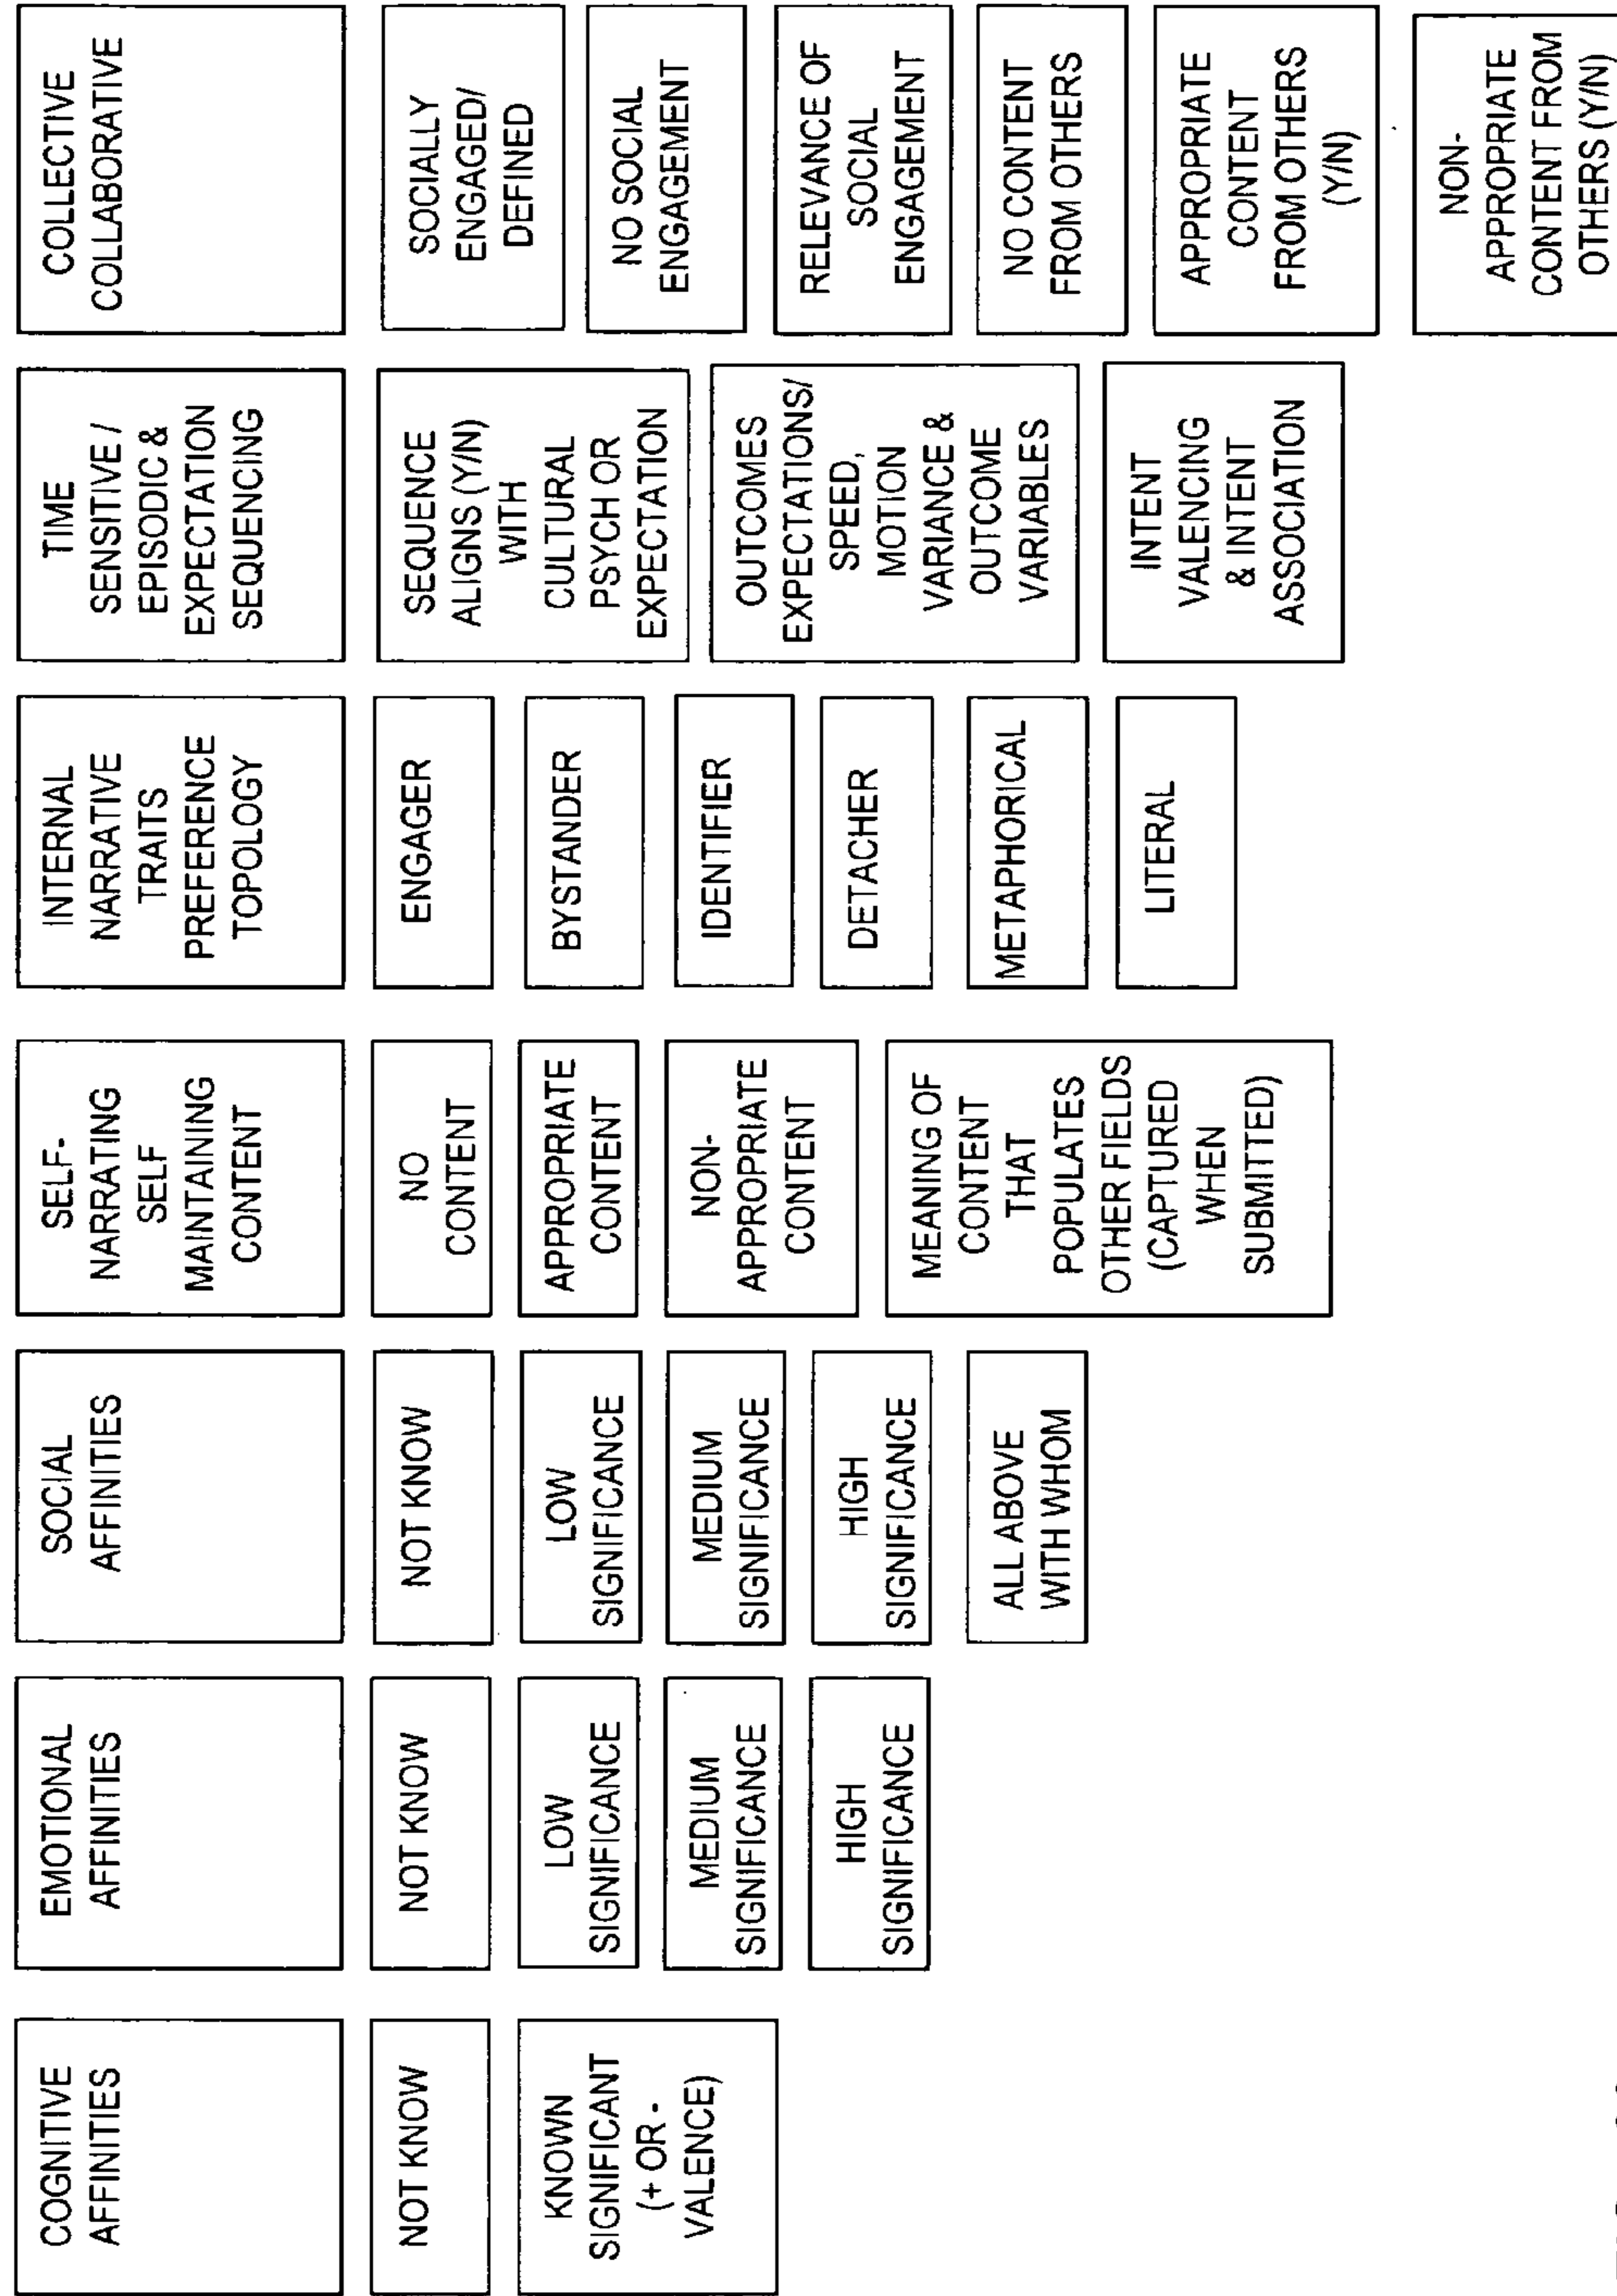 COGNITIVE
AFFINITIES
NOT KNOW
KNOWN
SIGNIFICANT
(+ OR -
VALENCE)
EMOTIONAL
AFFINITIES
NOT KNOW
LOW
SIGNIFICANCE
MEDIUM
SIGNIFICANCE
HIGH
SIGNIFICANCE
SOCIAL
AFFINITIES
NOT KNOW
LOW
SIGNIFICANCE
MEDIUM
SIGNIFICANCE
HIGH
SIGNIFICANCE
ALL ABOVE
WITH WHOM
SELF-
NARRATING
SELF
MAINTAINING
CONTENT
NO
CONTENT
APPROPRIATE
CONTENT
NON-
APPROPRIATE
CONTENT
MEANING OF
CONTENT
THAT
POPULATES
OTHER FIELDS
(CAPTURED
WHEN
SUBMITTED)
INTERNAL
NARRATIVE
TRAITS
PREFERENCE
TOPOLOGY
ENGAGER
BYSTANDER
IDENTIFIER
DETACHER
METAPHORICAL
LITERAL
TIME
SENSITIVE /
EPISODIC &
EXPECTATION
SEQUENCING
SEQUENCE
ALIGNS (Y/N)
WITH
CULTURAL
PSYCH OR
EXPECTATION
OUTCOMES
EXPECTATIONS/
SPEED,
MOTION
VARIANCE &
OUTCOME
VARIABLES
INTENT
VALENCING
& INTENT
ASSOCIATION
COLLECTIVE
COLLABORATIVE
SOCIALLY
ENGAGED/
DEFINED
NO SOCIAL
ENGAGEMENT
RELEVANCE OF
SOCIAL
ENGAGEMENT
NO CONTENT
FROM OTHERS
APPROPRIATE
CONTENT
FROM OTHERS
(Y/N)
NON-
APPROPRIATE
CONTENT FROM
OTHERS (Y/N)